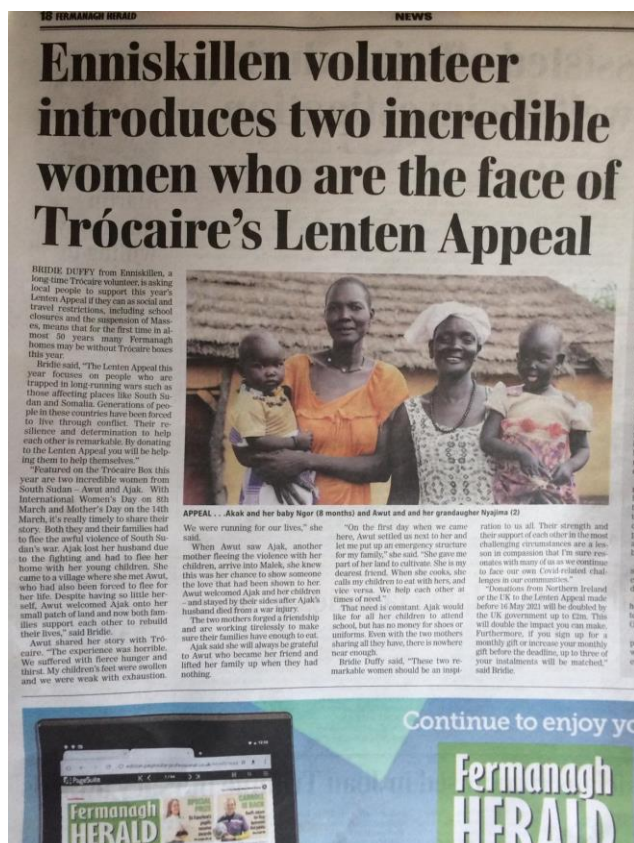 18 FERMANAGH HERALD
NEWS
Enniskillen volunteer
introduces two incredible
women who are the face of
Trócaire's Lenten Appeal
BRIDIE DUFFY from Enniskillen, a
long-time Trócaire volunteer, is asking
local people to support this year's
Lenten Appeal if they can as social and
travel restrictions, including school
closures and the suspension of Mass-
es, means that for the first time in al-
most 50 years many Fermanagh
homes may be without Trócaire boxes
this year.
Bridie said, "The Lenten Appeal this
year focuses on people who are
trapped in long-running wars such as
those affecting places like South Su-
dan and Somalia. Generations of peo-
ple in these countries have been forced
to live through conflict. Their re-
silience and determination to help
each other is remarkable. By donating
to the Lenten Appeal you will be help-
ing them to help themselves."
"Featured on the Trócaire Box this
year are two incredible women from
South Sudan – Awut and Ajak. With
International Women's Day on 8th
March and Mother's Day on the 14th
March, it's really timely to share their
story. Both they and their families had
to flee the awful violence of South Su-
dan's war. Ajak lost her husband due
to the fighting and had to flee her
home with her young children. She
came to a village where she met Awut,
who had also been forced to flee for
her life. Despite having so little her-
self, Awut welcomed Ajak onto her
small patch of land and now both fam-
ilies support each other to rebuild
their lives," said Bridie.
Awut shared her story with Tró-
caire. "The experience was horrible.
We suffered with fierce hunger and
thirst. My children's feet were swollen
and we were weak with exhaustion.
APPEAL . . .Akak and her baby Ngor (8 months) and Awut and and her grandaugher Nyajima (2)
We were running for our lives," she
said.
When Awut saw Ajak, another
mother fleeing the violence with her
children, arrive into Malek, she knew
this was her chance to show someone
the love that had been shown to her.
Awut welcomed Ajak and her children
– and stayed by their sides after Ajak's
husband died from a war injury.
The two mothers forged a friendship
and are working tirelessly to make
sure their families have enough to eat.
Ajak said she will always be grateful
to Awut who became her friend and
lifted her family up when they had
nothing.
"On the first day when we came
here, Awut settled us next to her and
let me put up an emergency structure
for my family," she said. "She gave me
part of her land to cultivate. She is my
dearest friend. When she cooks, she
calls my children to eat with hers, and
vice versa. We help each other at
times of need."
That need is constant. Ajak would
like for all her children to attend
school, but has no money for shoes or
uniforms. Even with the two mothers
sharing all they have, there is nowhere
near enough.
Bridie Duffy said, "These two re-
markable women should be an inspi-
ration to us all. Their strength and
their support of each other in the most
challenging circumstances are a les-
son in compassion that I'm sure res-
onates with many of us as we continue
to face our own Covid related chal-
lenges in our communities."
"Donations from Northern Ireland
or the UK to the Lenten Appeal made
before 16 May 2021 will be doubled by
the UK government up to £2m. This
will double the impact you can make.
Furthermore, if you sign up for a
monthly gift or increase your monthly
gift before the deadline, up to three of
your instalments will be matched,"
said Bridie.
Continue to enjoy yo
PageSuite
Fermanagh
HERALD
Fermanagh
HERALD